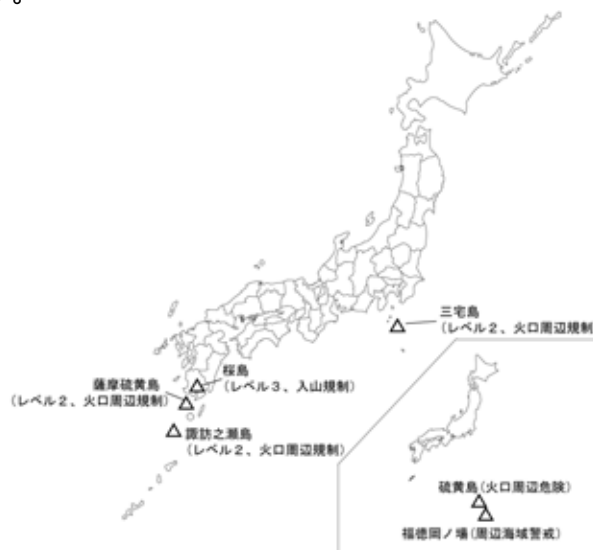 。
三宅島
(レベル２、火口周辺規制
桜島
(レベル３、入山規制)
薩摩硫黄島
(レベル２、火口周辺規制)
諏訪之瀬島
(レベル２、火口周辺規制)
硫黄島(火口周辺危険)
福徳岡ノ場(周辺海域警戒)